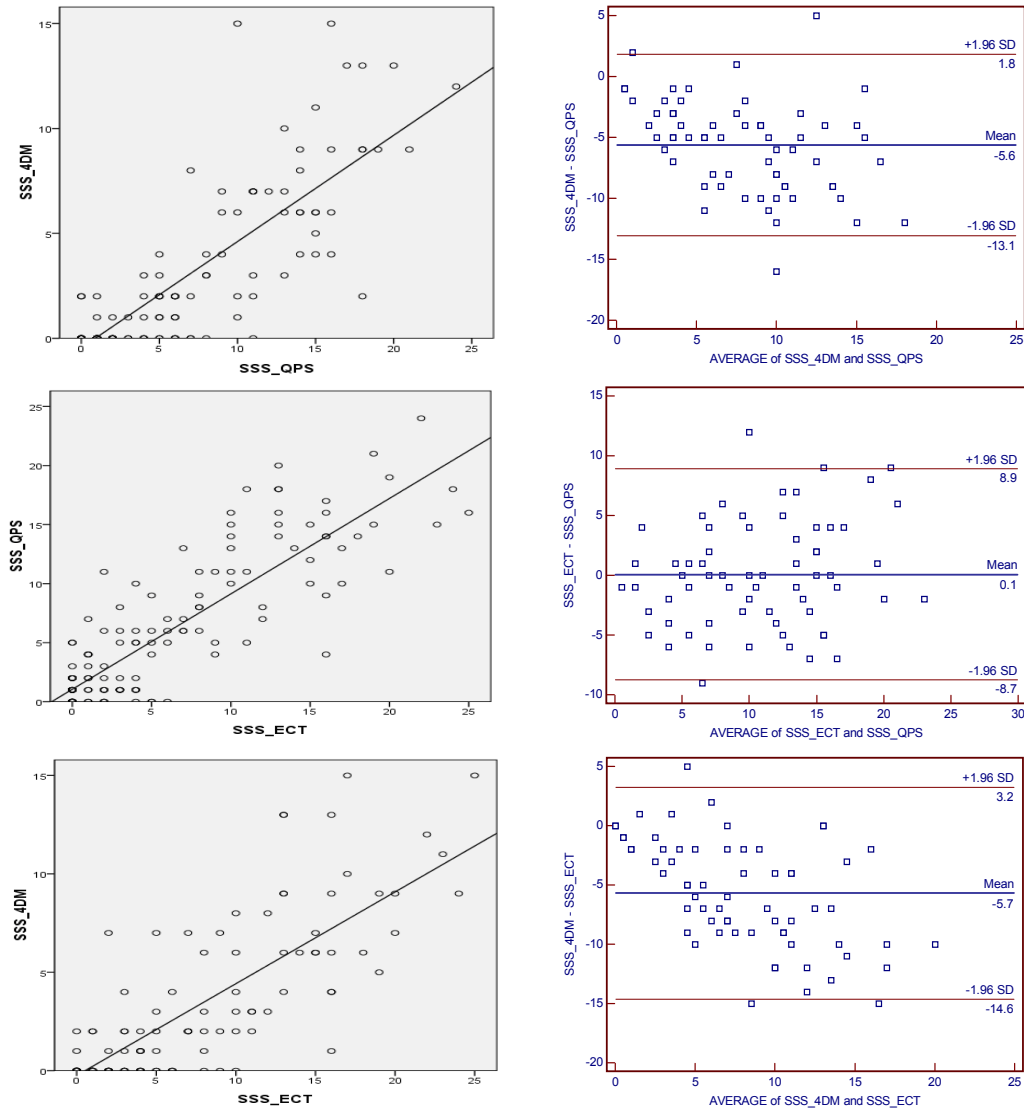 15
10
5
0
SSS_4DM
0 5 10 15 20 25
SSS_QPS
5
0
-5
-10
-15
-20
SSS_4DM - SSS_QPS
+1.96 SD
1.8
Mean
-5.6
-1.96 SD
-13.1
0 5 10 15 20 25
AVERAGE of SSS_4DM and SSS_QPS
25
20
15
10
5
0
SSS_QPS
0 5 10 15 20 25
SSS_ECT
15
10
5
0
-5
-10
SSS_ECT - SSS_QPS
+1.96 SD
8.9
Mean
0.1
-1.96 SD
-8.7
0 5 10 15 20 25 30
AVERAGE of SSS_ECT and SSS_QPS
15
10
5
0
SSS_4DM
0 5 10 15 20 25
SSS_ECT
5
0
-5
-10
-15
-20
SSS_4DM - SSS_ECT
+1.96 SD
3.2
Mean
-5.7
-1.96 SD
-14.6
0 5 10 15 20 25
AVERAGE of SSS_4DM and SSS_ECT